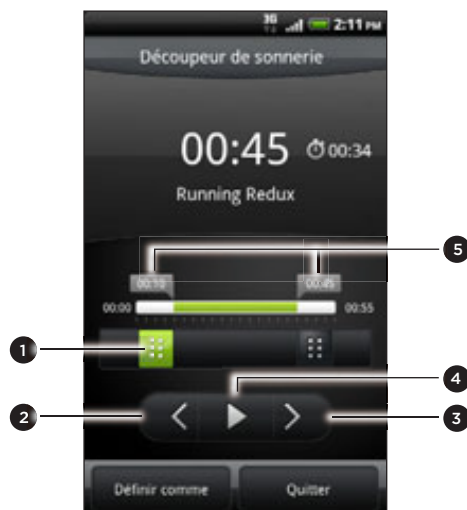 3G 2:11 PM
Découpeur de sonnerie
00:45 00:34
Running Redux
5
00:10 00:45
00:00 00:55
1
4
2
3
Définir comme Quitter